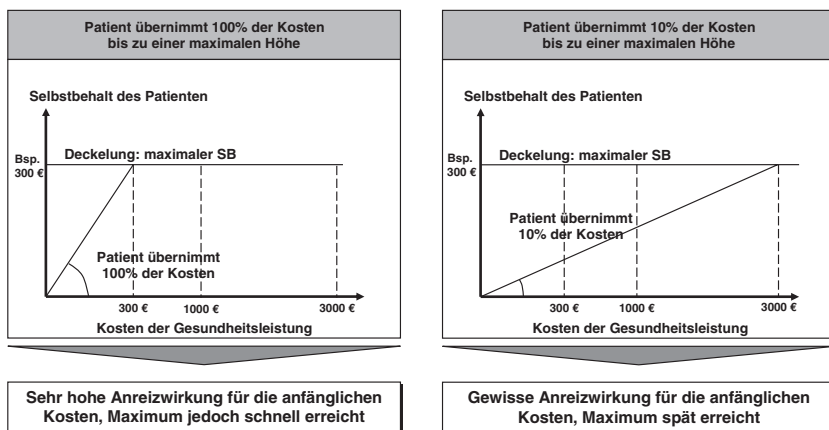 Patient übernimmt 100% der Kosten
bis zu einer maximalen Höhe
Selbstbehalt des Patienten
Bsp.
300 €
Deckelung: maximaler SB
Patient übernimmt
100% der Kosten
300 €
1000 €
3000 €
Kosten der Gesundheitsleistung
Sehr hohe Anreizwirkung für die anfänglichen
Kosten, Maximum jedoch schnell erreicht
Patient übernimmt 10% der Kosten
bis zu einer maximalen Höhe
Selbstbehalt des Patienten
Bsp.
300 €
Deckelung: maximaler SB
Patient übernimmt
10% der Kosten
300 €
1000 €
3000 €
Kosten der Gesundheitsleistung
Gewisse Anreizwirkung für die anfänglichen
Kosten, Maximum spät erreicht